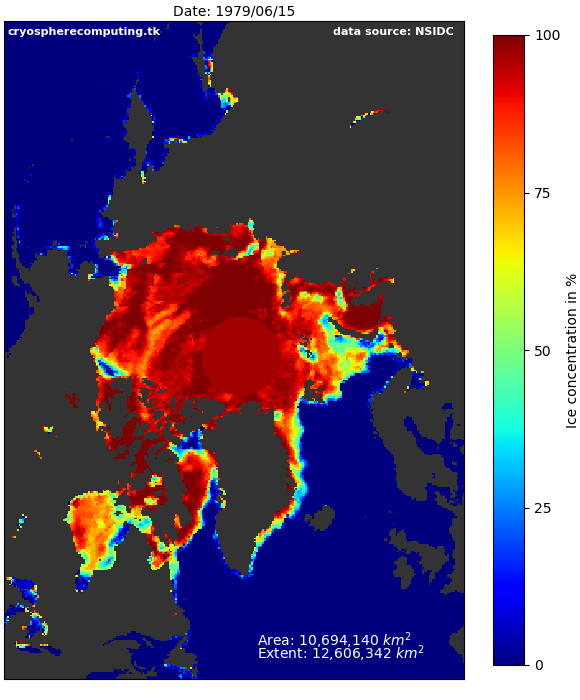 Date: 1979/06/15
cryospherecomputing.tk data source: NSIDC
100
75
50
25
0
Ice concentration in %
Area: 10,694,140 km²
Extent: 12,606,342 km²